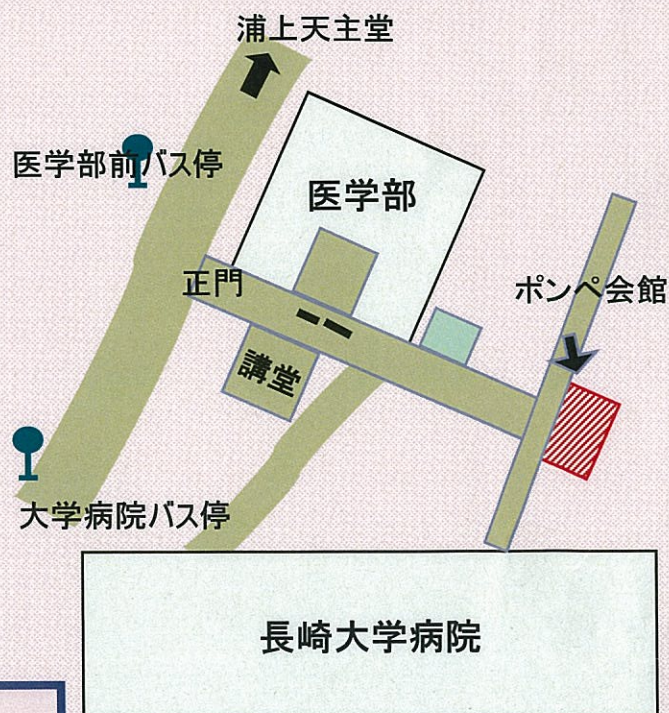 浦上天主堂
医学部前バス停
医学部
正門
ポンペ会館
講堂
大学病院バス停
長崎大学病院